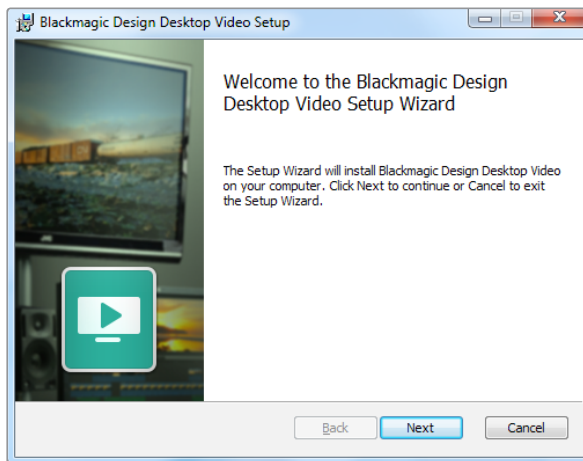 Blackmagic Design Desktop Video Setup
Welcome to the Blackmagic Design
Desktop Video Setup Wizard
The Setup Wizard will install Blackmagic Design Desktop Video
on your computer. Click Next to continue or Cancel to exit
the Setup Wizard.
Back
Next
Cancel